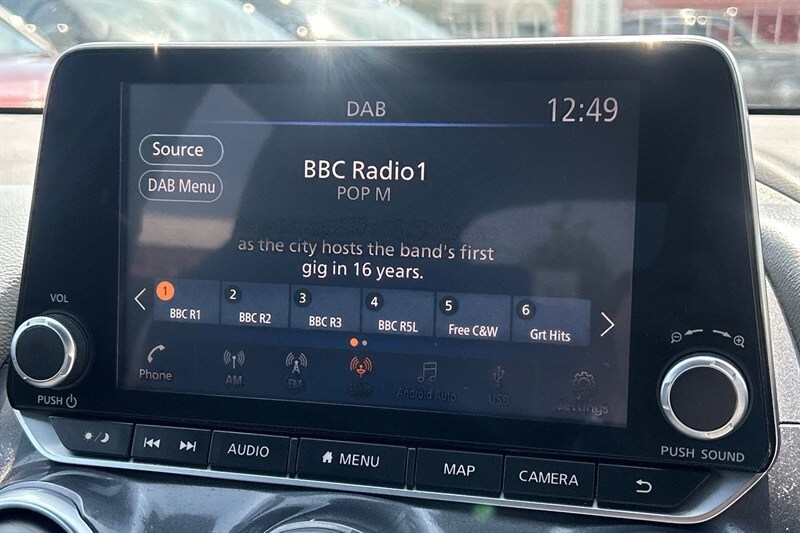 DAB
12:49
Source
DAB Menu
BBC Radio1
POP M
as the city hosts the band's first
gig in 16 years.
1 2 3 4 5 6
BBC R1 BBC R2 BBC R3 BBC R5L Free C&W Grt Hits
Phone AM FM Android Auto USB Settings
VOL
PUSH
PUSH SOUND
AUDIO MENU MAP CAMERA